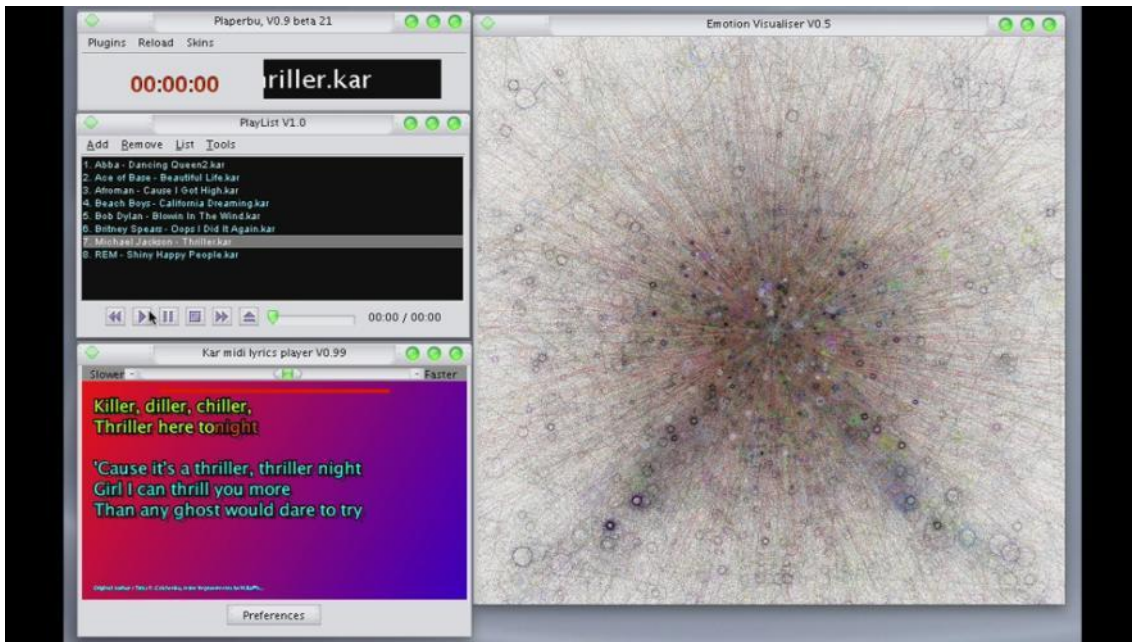 Plaperbu, V0.9 beta 21
Plugins Reload Skins
00:00:00
riller.kar
PlayList V1.0
Add Remove List Tools
1. Abba - Dancing Queen2.kar
2. Ace of Base - Beautiful Life.kar
3. Afroman - Cause I Got High.kar
4. Beach Boys - California Dreaming.kar
5. Bob Dylan - Blowin In The Wind.kar
6. Britney Spears - Oops I Did It Again.kar
7. Michael Jackson - Thriller.kar
8. REM - Shiny Happy People.kar
00:00 / 00:00
Kar midi lyrics player V0.99
Slower - - Faster
Killer, diller, chiller,
Thriller here tonight
'Cause it's a thriller, thriller night
Girl I can thrill you more
Than any ghost would dare to try
Preferences
Emotion Visualiser V0.5